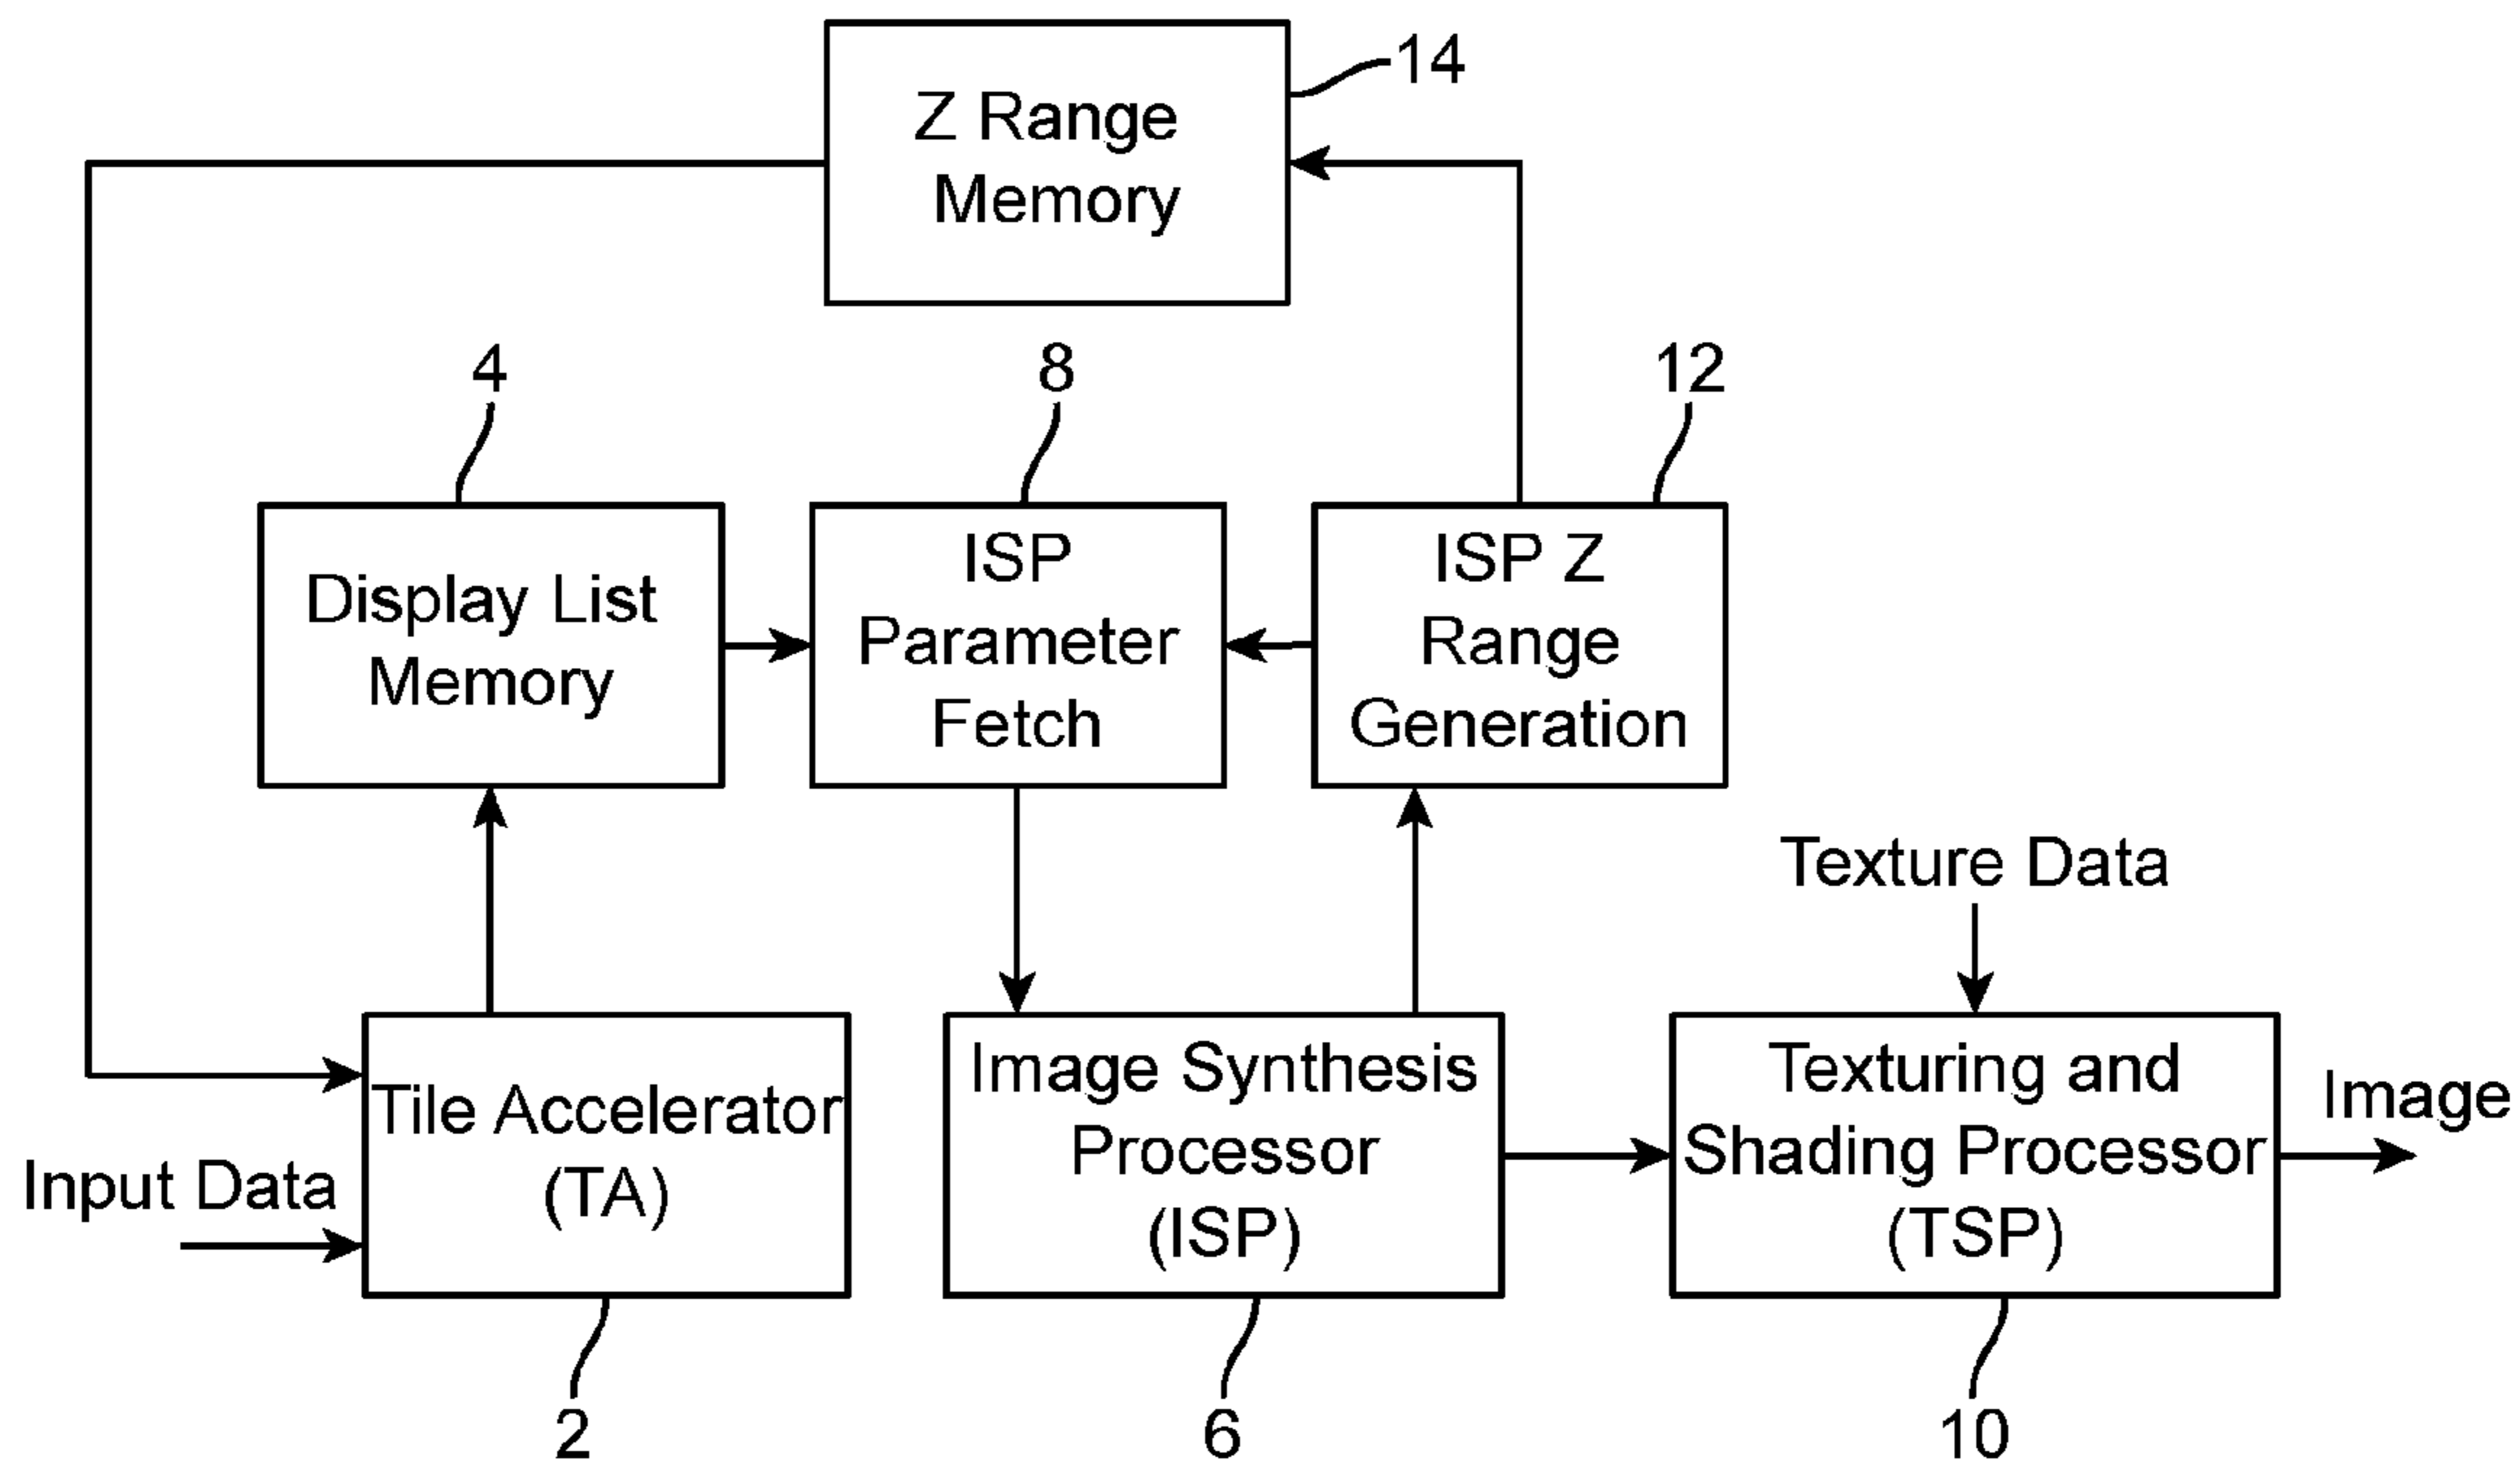 14
Z Range
Memory
4
8
12
Display List
Memory
ISP
Parameter
Fetch
ISP Z
Range
Generation
Texture Data
Input Data
Tile Accelerator
(TA)
Image Synthesis
Processor
(ISP)
Texturing and
Shading Processor
(TSP)
Image
2
6
10